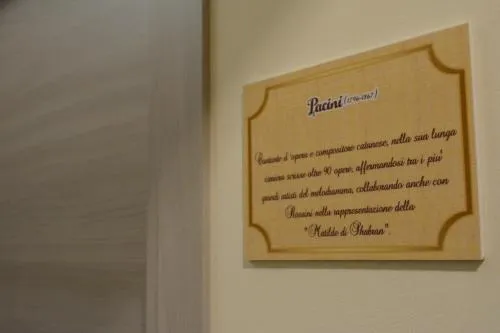 Pacini (1796-1867)
Cantante d'opera e compositore catanese, nella sua lunga
carriera scrisse oltre 90 opere, affermandosi tra i piu'
grandi artisti del melodramma, collaborando anche con
Rossini nella rappresentazione della
"Matilde di Shabran".